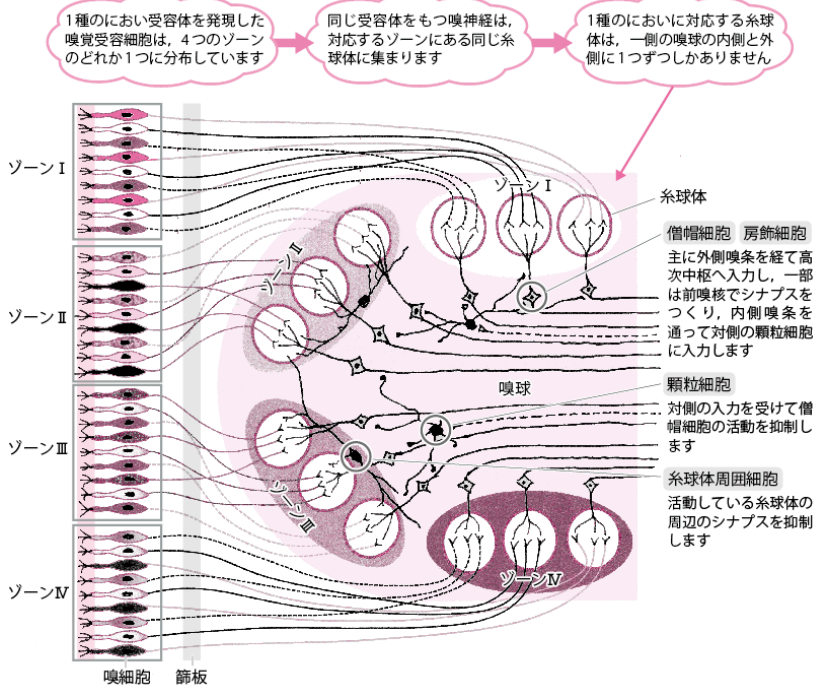 1種のにおい受容体を発現した
嗅覚受容細胞は，4つのゾーン
のどれか1つに分布しています
同じ受容体をもつ嗅神経は，
対応するゾーンにある同じ糸
球体に集まります
1種のにおいに対応する糸球
体は，一側の嗅球の内側と外
側に1つずつしかありません
ゾーンⅠ
ゾーンⅡ
ゾーンⅢ
ゾーンⅣ
嗅細胞
篩板
ゾーンⅠ
ゾーンⅡ
ゾーンⅢ
ゾーンⅣ
嗅球
糸球体
僧帽細胞 房飾細胞
主に外側嗅条を経て高
次中枢へ入力し，一部
は前嗅核でシナプスを
つくり，内側嗅条を
通って対側の顆粒細胞
に入力します
顆粒細胞
対側の入力を受けて僧
帽細胞の活動を抑制し
ます
糸球体周囲細胞
活動している糸球体の
周辺のシナプスを抑制
します